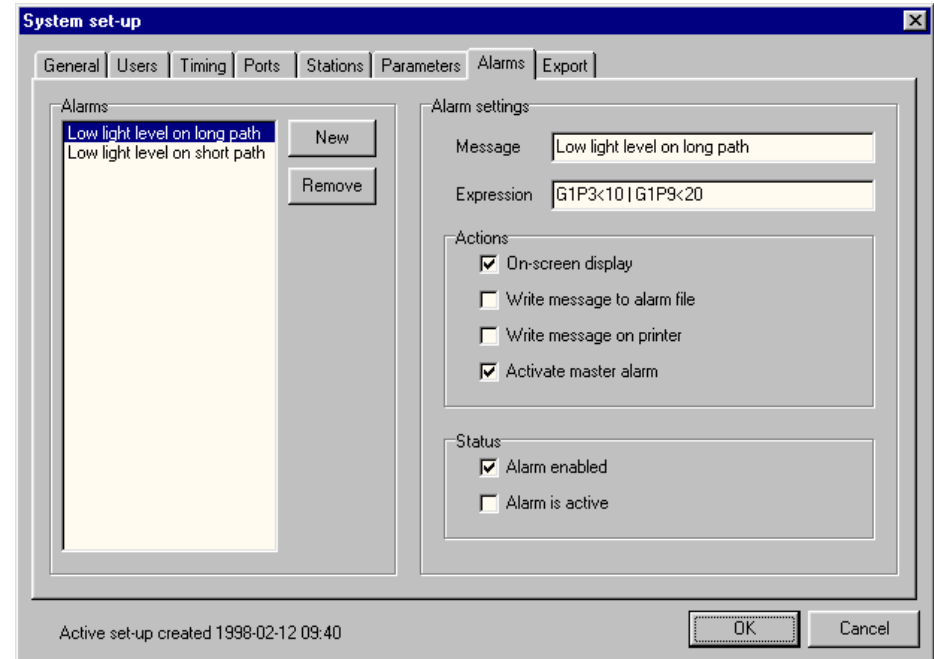 System set-up
General Users Timing Ports Stations Parameters Alarms Export
Alarms
Low light level on long path
Low light level on short path
New
Remove
Alarm settings
Message Low light level on long path
Expression G1P3<10 | G1P9<20
Actions
On-screen display
Write message to alarm file
Write message on printer
Activate master alarm
Status
Alarm enabled
Alarm is active
Active set-up created 1998-02-12 09:40
OK Cancel